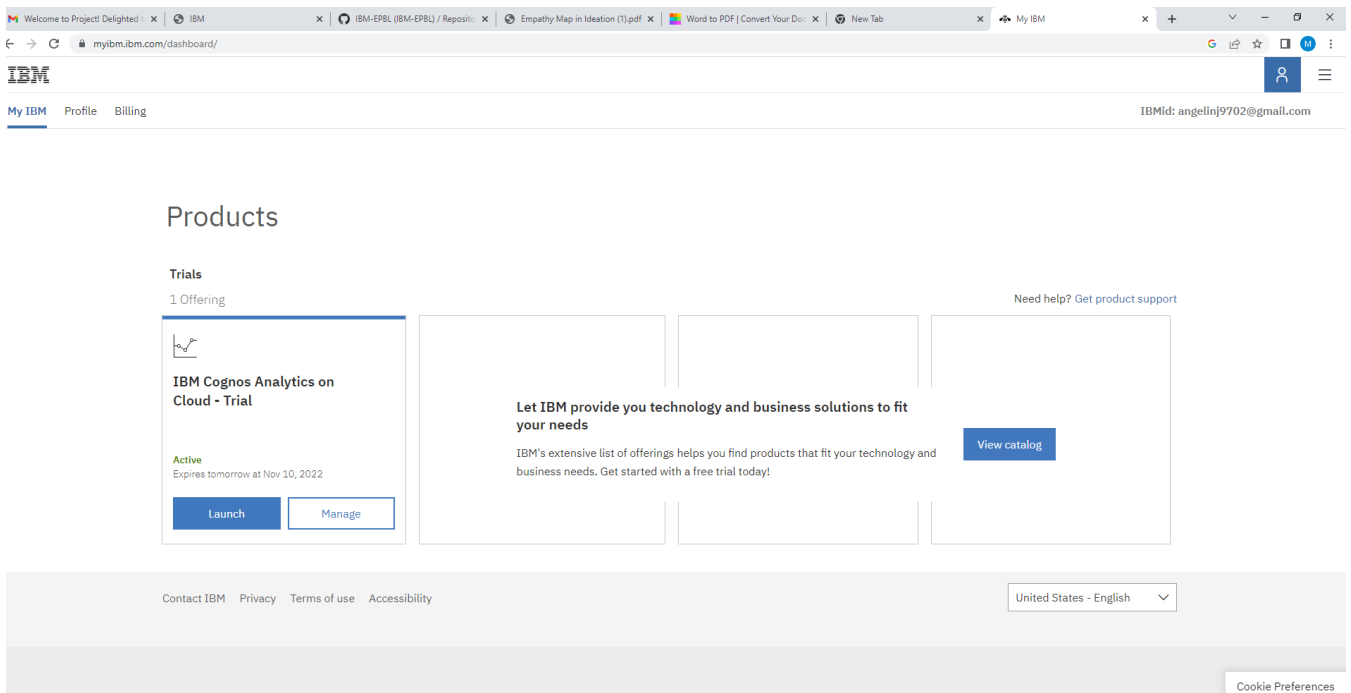 Welcome to Project! Delighted t
IBM
IBM-EPBL (IBM-EPBL) / Reposito
Empathy Map in Ideation (1).pdf
Word to PDF | Convert Your Doc
New Tab
My IBM
myibm.ibm.com/dashboard/
M
IBM
My IBM Profile Billing
IBMid: angelinj9702@gmail.com
Products
Trials
1 Offering
Need help? Get product support
IBM Cognos Analytics on
Cloud - Trial
Active
Expires tomorrow at Nov 10, 2022
Launch
Manage
Let IBM provide you technology and business solutions to fit
your needs
IBM's extensive list of offerings helps you find products that fit your technology and
business needs. Get started with a free trial today!
View catalog
Contact IBM Privacy Terms of use Accessibility
United States - English
Cookie Preferences